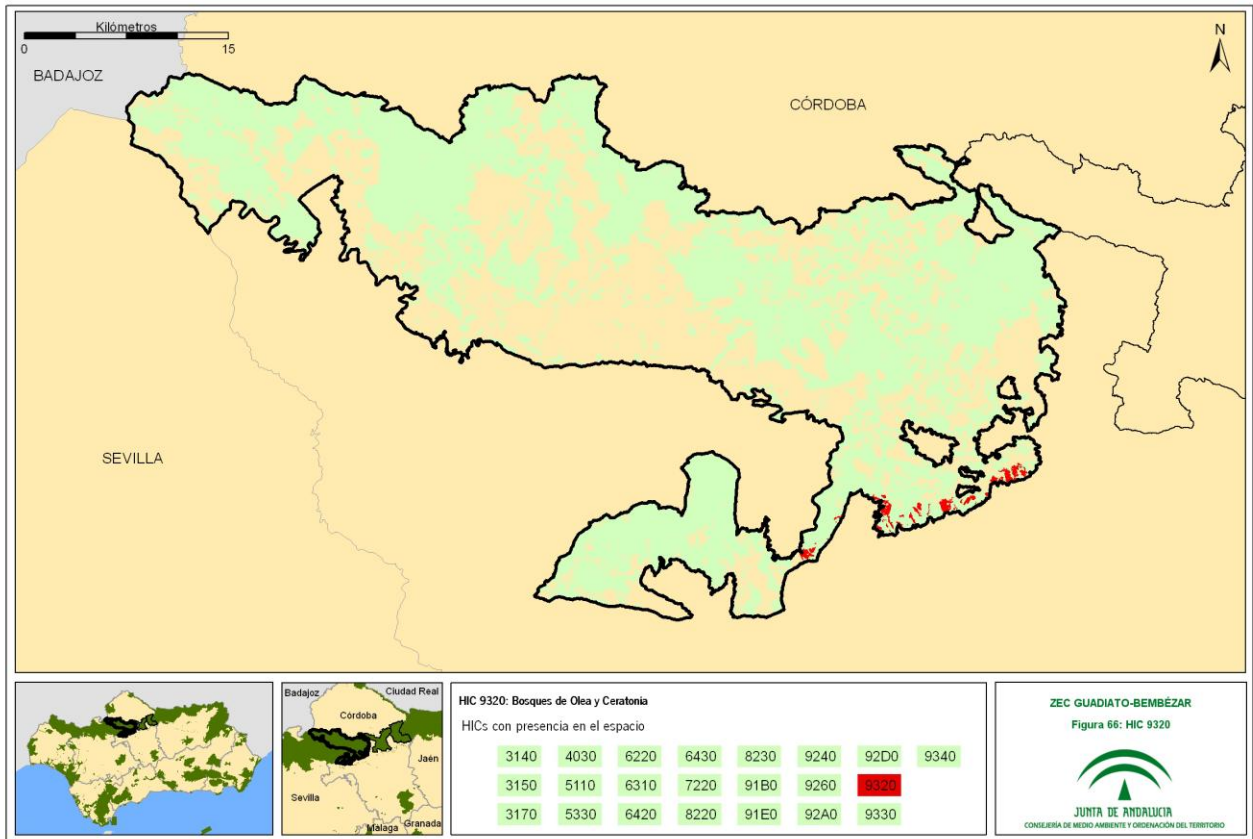 Kilómetros
0 15
N
BADAJOZ
CÓRDOBA
SEVILLA
Badajoz
Ciudad Real
Córdoba
Jaén
Sevilla
Málaga
Granada
HIC 9320: Bosques de Olea y Ceratonia
HICs con presencia en el espacio
3140 4030 6220 6430 8230 9240 92D0 9340
3150 5110 6310 7220 91B0 9260 9320
3170 5330 6420 8220 91E0 92A0 9330
ZEC GUADIATO-BEMBÉZAR
Figura 66: HIC 9320
JUNTA DE ANDALUCIA
CONSEJERÍA DE MEDIO AMBIENTE Y ORDENACIÓN DEL TERRITORIO